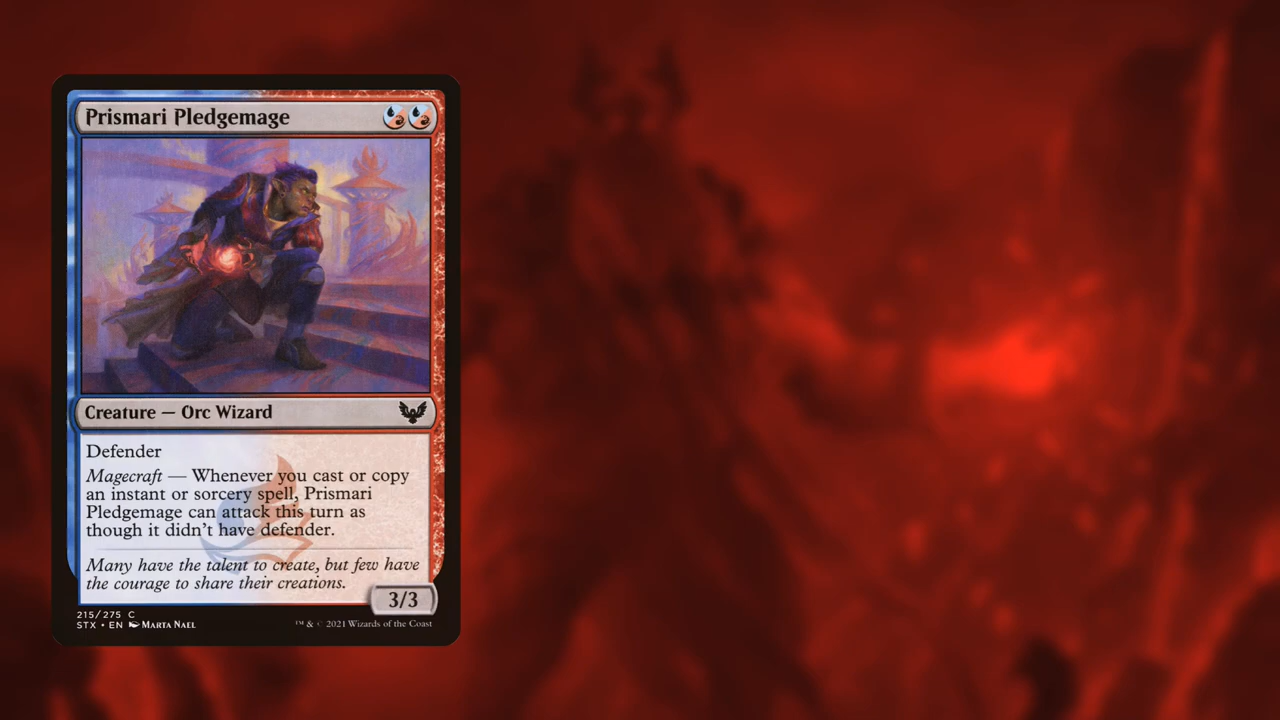 Prismari Pledgemage
Creature — Orc Wizard
Defender
Magecraft — Whenever you cast or copy
an instant or sorcery spell, Prismari
Pledgemage can attack this turn as
though it didn't have defender.
Many have the talent to create, but few have
the courage to share their creations.
3/3
215/275 C
STX • EN Marta Nael
™ & © 2021 Wizards of the Coast